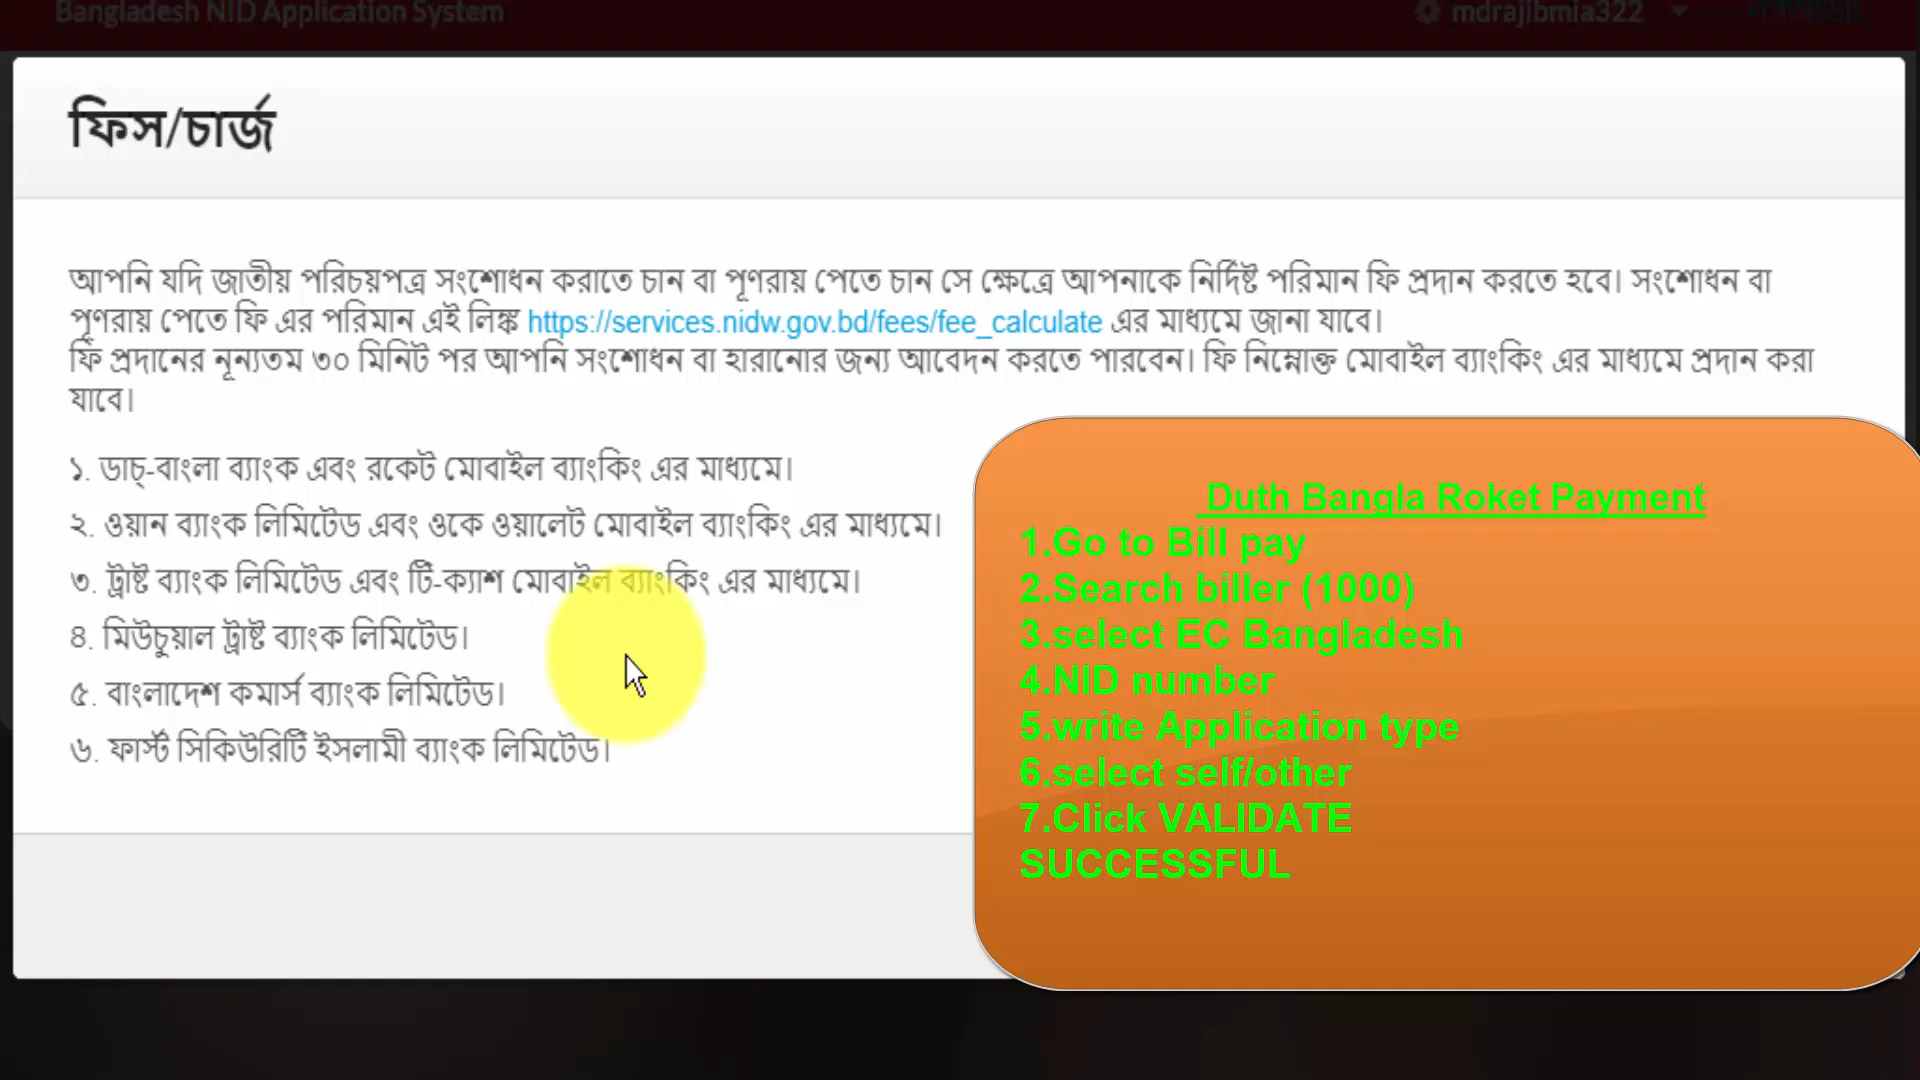 Bangladesh NID Application System
mdrajibmia322
ফিস/চার্জ
আপনি যদি জাতীয় পরিচয়পত্র সংশোধন করাতে চান বা পূণরায় পেতে চান সে ক্ষেত্রে আপনাকে নির্দিষ্ট পরিমান ফি প্রদান করতে হবে। সংশোধন বা
পূণরায় পেতে ফি এর পরিমান এই লিঙ্ক https://services.nidw.gov.bd/fees/fee_calculate এর মাধ্যমে জানা যাবে।
ফি প্রদানের নূন্যতম ৩০ মিনিট পর আপনি সংশোধন বা হারানোর জন্য আবেদন করতে পারবেন। ফি নিম্নোক্ত মোবাইল ব্যাংকিং এর মাধ্যমে প্রদান করা
যাবে।
১. ডাচ্-বাংলা ব্যাংক এবং রকেট মোবাইল ব্যাংকিং এর মাধ্যমে।
২. ওয়ান ব্যাংক লিমিটেড এবং ওকে ওয়ালেট মোবাইল ব্যাংকিং এর মাধ্যমে।
৩. ট্রাষ্ট ব্যাংক লিমিটেড এবং টি-ক্যাশ মোবাইল ব্যাংকিং এর মাধ্যমে।
৪. মিউচুয়াল ট্রাষ্ট ব্যাংক লিমিটেড।
৫. বাংলাদেশ কমার্স ব্যাংক লিমিটেড।
৬. ফার্স্ট সিকিউরিটি ইসলামী ব্যাংক লিমিটেড।
Duth Bangla Roket Payment
1.Go to Bill pay
2.Search biller (1000)
3.select EC Bangladesh
4.NID number
5.write Application type
6.select self/other
7.Click VALIDATE
SUCCESSFUL